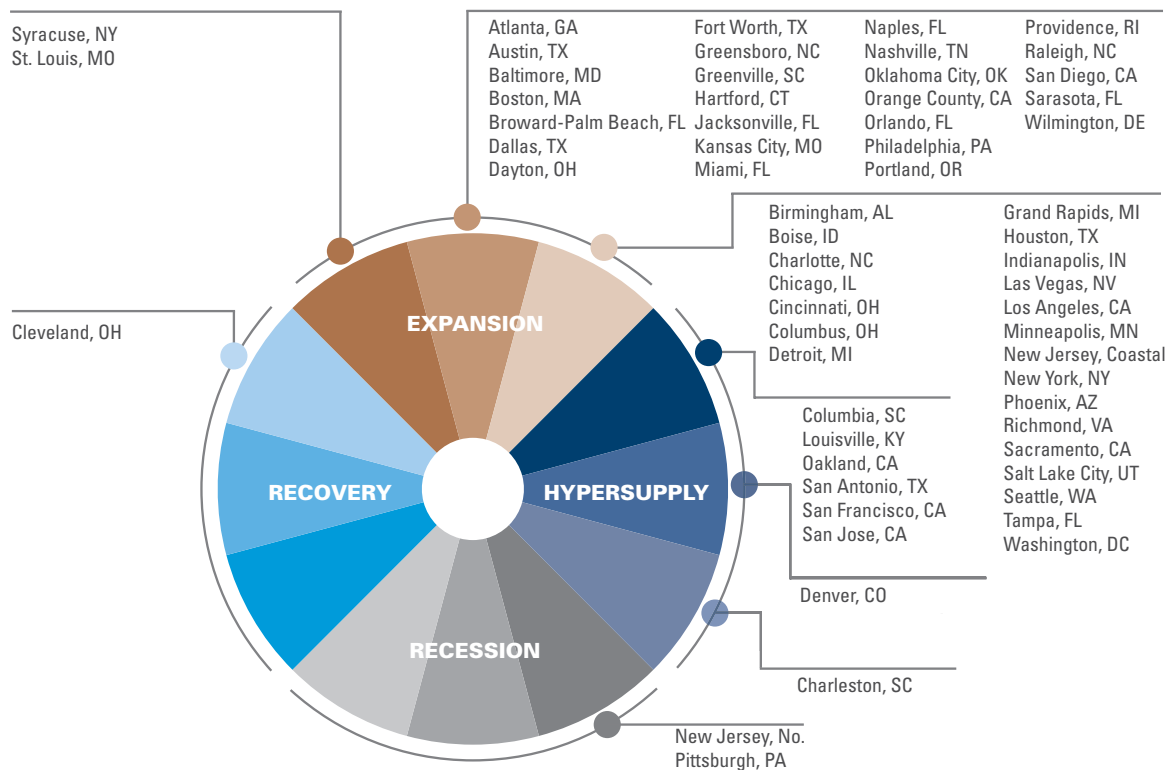 Syracuse, NY
St. Louis, MO
Atlanta, GA
Austin, TX
Baltimore, MD
Boston, MA
Broward-Palm Beach, FL
Dallas, TX
Dayton, OH
Fort Worth, TX
Greensboro, NC
Greenville, SC
Hartford, CT
Jacksonville, FL
Kansas City, MO
Miami, FL
Naples, FL
Nashville, TN
Oklahoma City, OK
Orange County, CA
Orlando, FL
Philadelphia, PA
Portland, OR
Providence, RI
Raleigh, NC
San Diego, CA
Sarasota, FL
Wilmington, DE
Birmingham, AL
Boise, ID
Charlotte, NC
Chicago, IL
Cincinnati, OH
Columbus, OH
Detroit, MI
Grand Rapids, MI
Houston, TX
Indianapolis, IN
Las Vegas, NV
Los Angeles, CA
Minneapolis, MN
New Jersey, Coastal
New York, NY
Phoenix, AZ
Richmond, VA
Sacramento, CA
Salt Lake City, UT
Seattle, WA
Tampa, FL
Washington, DC
Cleveland, OH
EXPANSION
Columbia, SC
Louisville, KY
Oakland, CA
San Antonio, TX
San Francisco, CA
San Jose, CA
RECOVERY
HYPERSUPPLY
Denver, CO
RECESSION
Charleston, SC
New Jersey, No.
Pittsburgh, PA